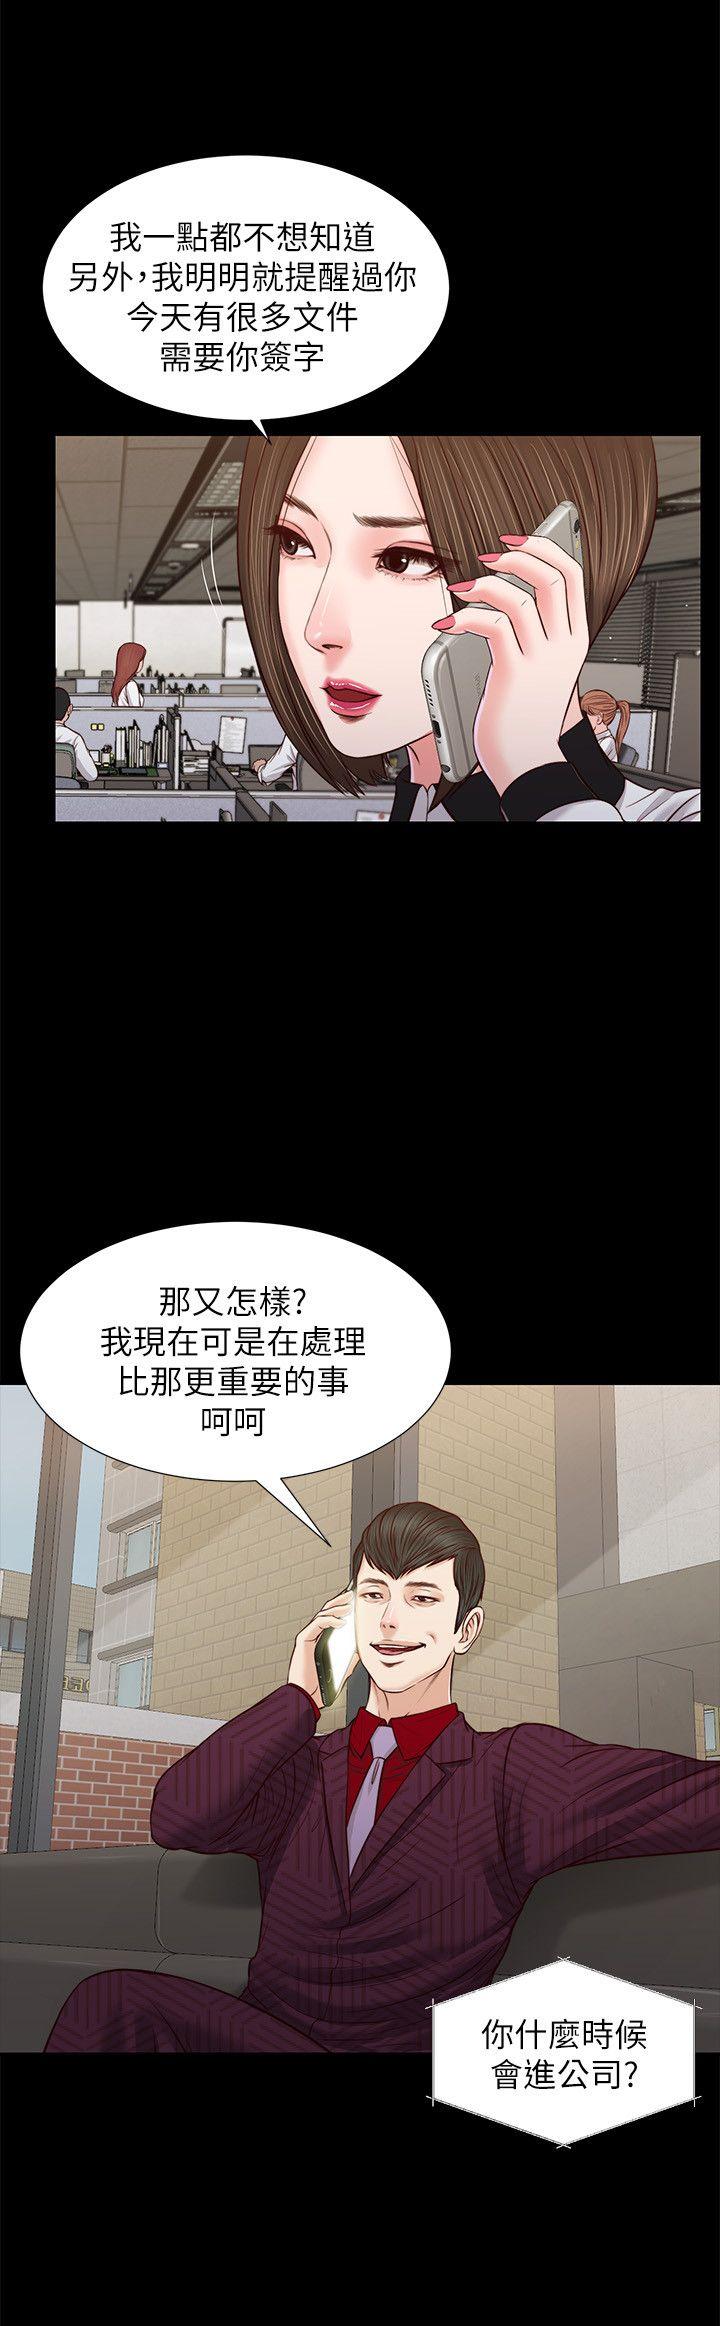 我一點都不想知道
另外，我明明就提醒過你
今天有很多文件
需要你簽字
那又怎樣?
我現在可是在處理
比那更重要的事
呵呵
你什麼時候
會進公司?